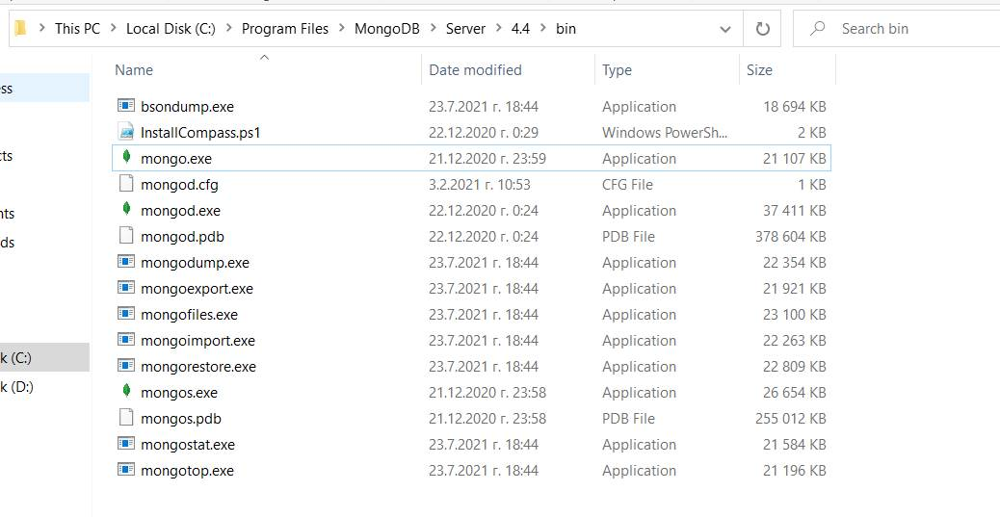 This PC > Local Disk (C:) > Program Files > MongoDB > Server > 4.4 > bin
Search bin
Name Date modified Type Size
bsondump.exe 23.7.2021 г. 18:44 Application 18 694 KB
InstallCompass.ps1 22.12.2020 г. 0:29 Windows PowerSh... 2 KB
mongo.exe 21.12.2020 г. 23:59 Application 21 107 KB
mongod.cfg 3.2.2021 г. 10:53 CFG File 1 KB
mongod.exe 22.12.2020 г. 0:24 Application 37 411 KB
mongod.pdb 22.12.2020 г. 0:24 PDB File 378 604 KB
mongodump.exe 23.7.2021 г. 18:44 Application 22 354 KB
mongoexport.exe 23.7.2021 г. 18:44 Application 21 921 KB
mongofiles.exe 23.7.2021 г. 18:44 Application 23 100 KB
mongoimport.exe 23.7.2021 г. 18:44 Application 22 263 KB
mongorestore.exe 23.7.2021 г. 18:44 Application 22 809 KB
mongos.exe 21.12.2020 г. 23:58 Application 26 654 KB
mongos.pdb 21.12.2020 г. 23:58 PDB File 255 012 KB
mongostat.exe 23.7.2021 г. 18:44 Application 21 584 KB
mongotop.exe 23.7.2021 г. 18:44 Application 21 196 KB
ess
cts
nts
ds
k (C:)
k (D:)